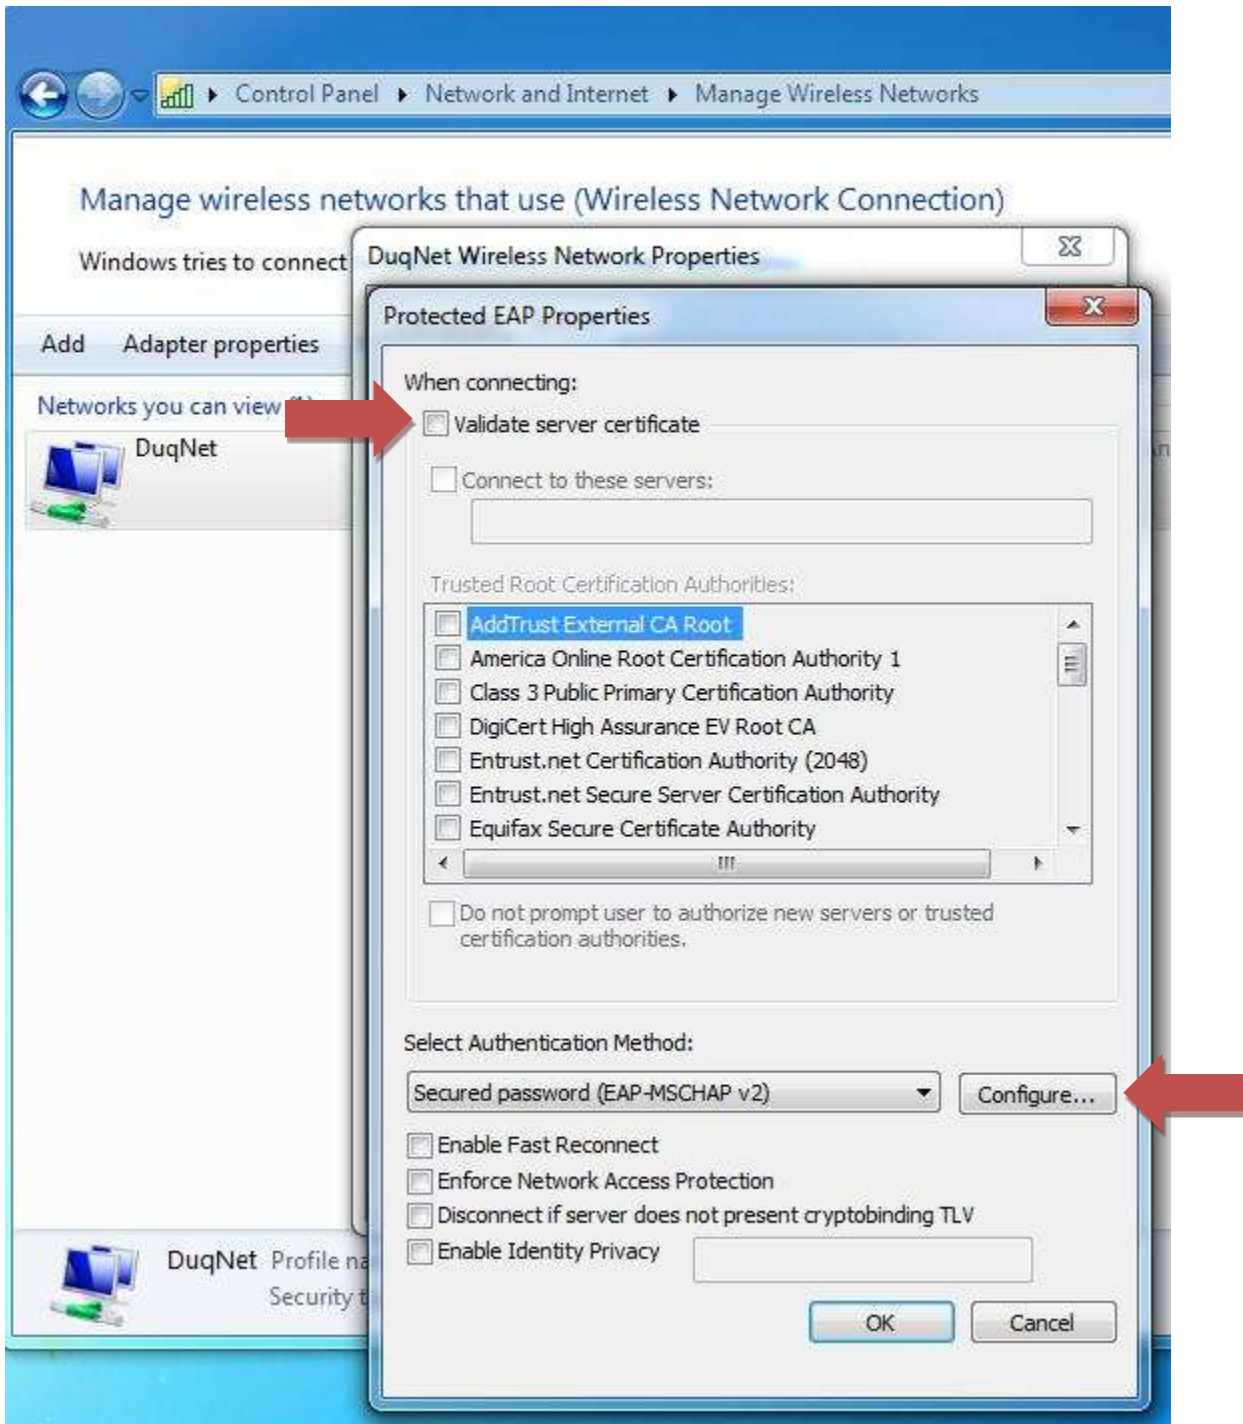 Control Panel Network and Internet Manage Wireless Networks
Manage wireless networks that use (Wireless Network Connection)
Windows tries to connect
DuqNet Wireless Network Properties
Protected EAP Properties
Add Adapter properties
When connecting:
Networks you can view
Validate server certificate
DuqNet
Connect to these servers:
Trusted Root Certification Authorities:
AddTrust External CA Root
America Online Root Certification Authority 1
Class 3 Public Primary Certification Authority
DigiCert High Assurance EV Root CA
Entrust.net Certification Authority (2048)
Entrust.net Secure Server Certification Authority
Equifax Secure Certificate Authority
Do not prompt user to authorize new servers or trusted
certification authorities.
Select Authentication Method:
Secured password (EAP-MSCHAP v2)
Configure...
Enable Fast Reconnect
Enforce Network Access Protection
Disconnect if server does not present cryptobinding TLV
Enable Identity Privacy
DuqNet Profile na
Security t
OK Cancel